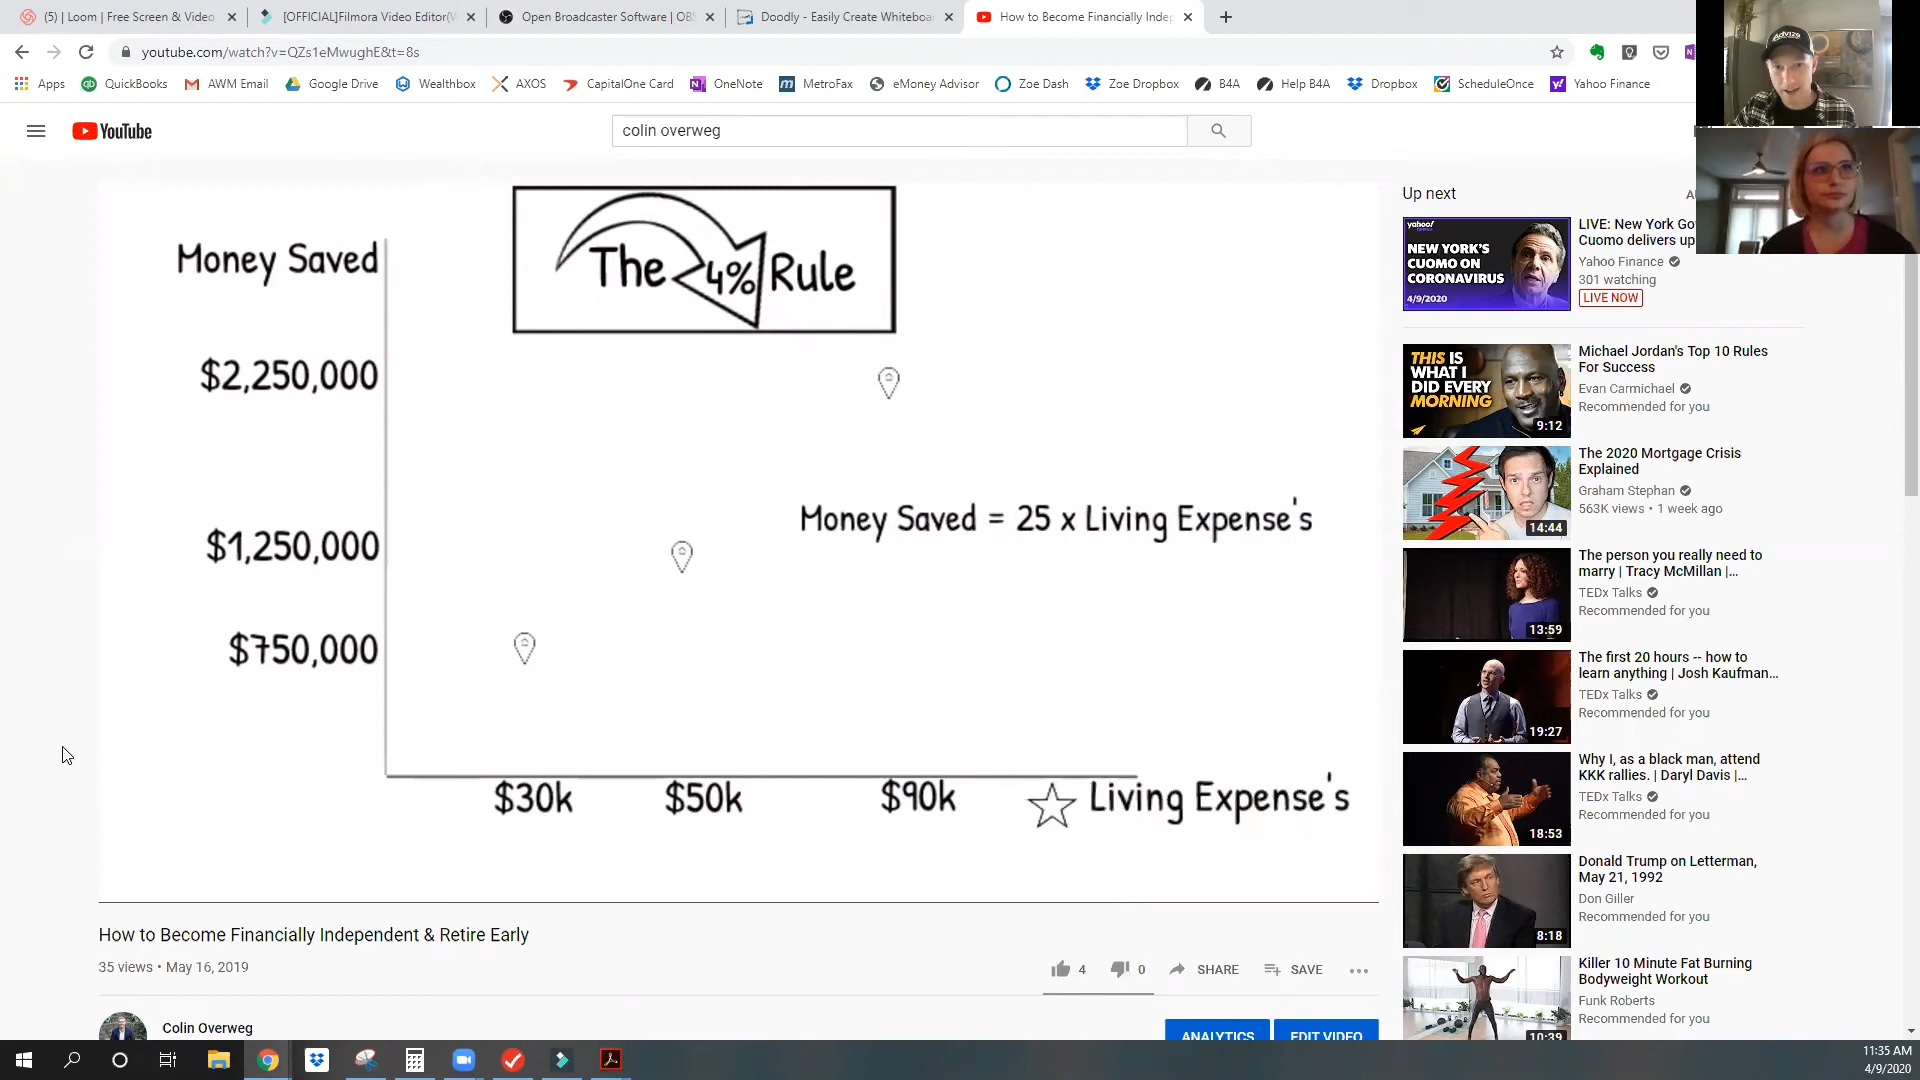 (5) Loom | Free Screen & Video
[OFFICIAL]Filmora Video Editor(W
Open Broadcaster Software | OBS
Doodly - Easily Create Whiteboa
How to Become Financially Indep
youtube.com/watch?v=QZs1eMwughE&t=8s
Apps
QuickBooks
AWM Email
Google Drive
Wealthbox
AXOS
CapitalOne Card
OneNote
MetroFax
eMoney Advisor
Zoe Dash
Zoe Dropbox
B4A
Help B4A
Dropbox
ScheduleOnce
Yahoo Finance
Advize
YouTube
colin overweg
The 4% Rule
Money Saved
$2,250,000
$1,250,000
$750,000
Money Saved = 25 x Living Expense's
$30k
$50k
$90k
Living Expense's
How to Become Financially Independent & Retire Early
35 views • May 16, 2019
4
0
SHARE
SAVE
Colin Overweg
ANALYTICS
EDIT VIDEO
Up next
yahoo!
NEW YORK'S
CUOMO ON
CORONAVIRUS
4/9/2020
LIVE: New York Go
Cuomo delivers up
Yahoo Finance
301 watching
LIVE NOW
THIS IS
WHAT I
DID EVERY
MORNING
9:12
Michael Jordan's Top 10 Rules
For Success
Evan Carmichael
Recommended for you
14:44
The 2020 Mortgage Crisis
Explained
Graham Stephan
563K views • 1 week ago
13:59
The person you really need to
marry | Tracy McMillan |...
TEDx Talks
Recommended for you
19:27
The first 20 hours -- how to
learn anything | Josh Kaufman...
TEDx Talks
Recommended for you
18:53
Why I, as a black man, attend
KKK rallies. | Daryl Davis |...
TEDx Talks
Recommended for you
8:18
Donald Trump on Letterman,
May 21, 1992
Don Giller
Recommended for you
10:39
Killer 10 Minute Fat Burning
Bodyweight Workout
Funk Roberts
Recommended for you
11:35 AM
4/9/2020